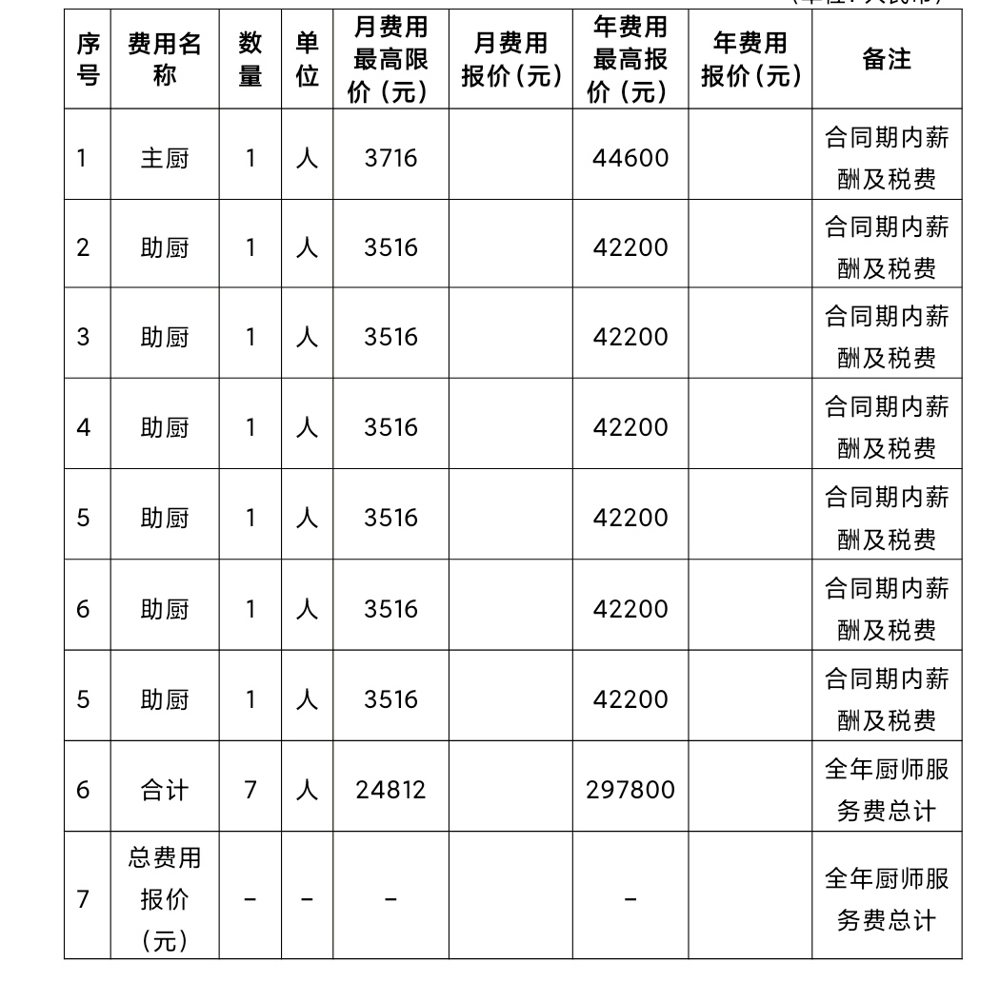 序号 费用名称 数量 单位 月费用最高限价（元） 月费用报价（元） 年费用最高报价（元） 年费用报价（元） 备注
1 主厨 1 人 3716 44600 合同期内薪酬及税费
2 助厨 1 人 3516 42200 合同期内薪酬及税费
3 助厨 1 人 3516 42200 合同期内薪酬及税费
4 助厨 1 人 3516 42200 合同期内薪酬及税费
5 助厨 1 人 3516 42200 合同期内薪酬及税费
6 助厨 1 人 3516 42200 合同期内薪酬及税费
5 助厨 1 人 3516 42200 合同期内薪酬及税费
6 合计 7 人 24812 297800 全年厨师服务费总计
7 总费用报价（元） – – – – 全年厨师服务费总计